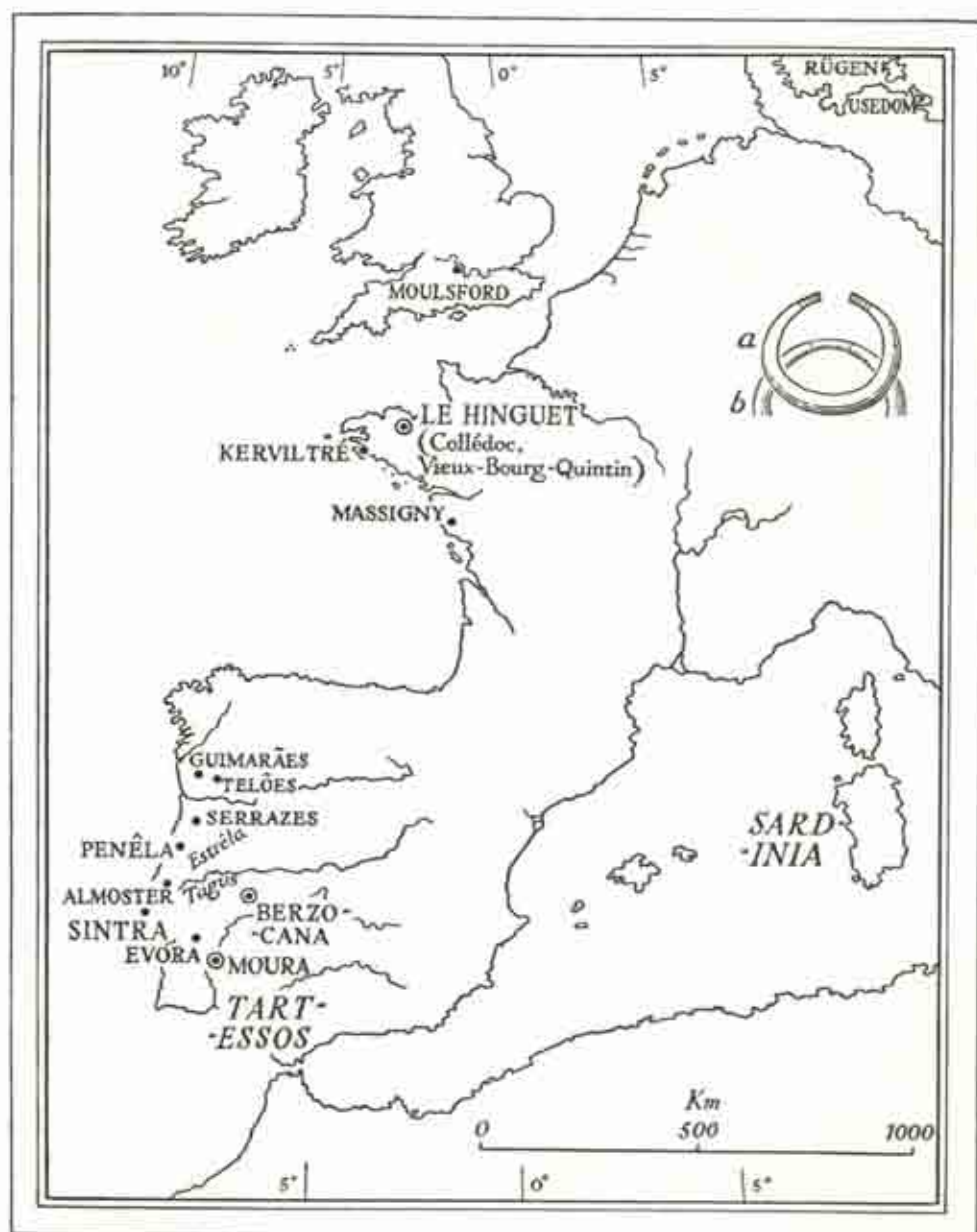 10° 5° 0° 5°
RÜGEN
USEDOM
MOULSFORD
a
b
LE HINGUET
(Collédoc,
Vieux-Bourg-Quintin)
KERVILTRÉ
MASSIGNY
GUIMARÃES
TELÔES
SERRAZES
PENÊLA
Estrêla
SARD
-INIA
ALMOSTER
Tagus
BERZO-
-CANA
SINTRA
EVORA
MOURA
TART-
-ESSOS
Km
0 500 1000
5° 0° 5°